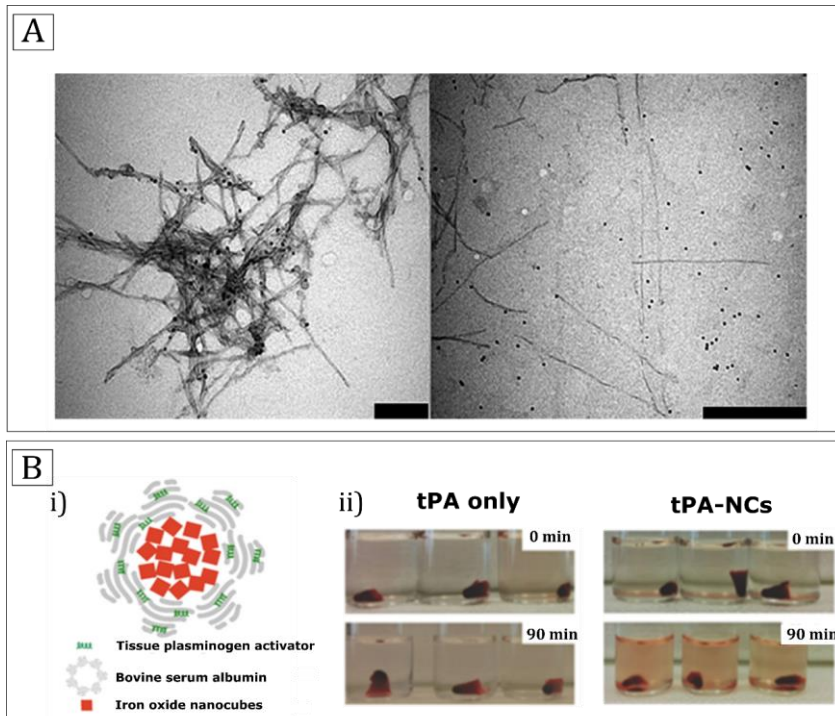 A
B
i)
ii)
tPA only
tPA-NCs
0 min
0 min
90 min
90 min
Tissue plasminogen activator
Bovine serum albumin
Iron oxide nanocubes